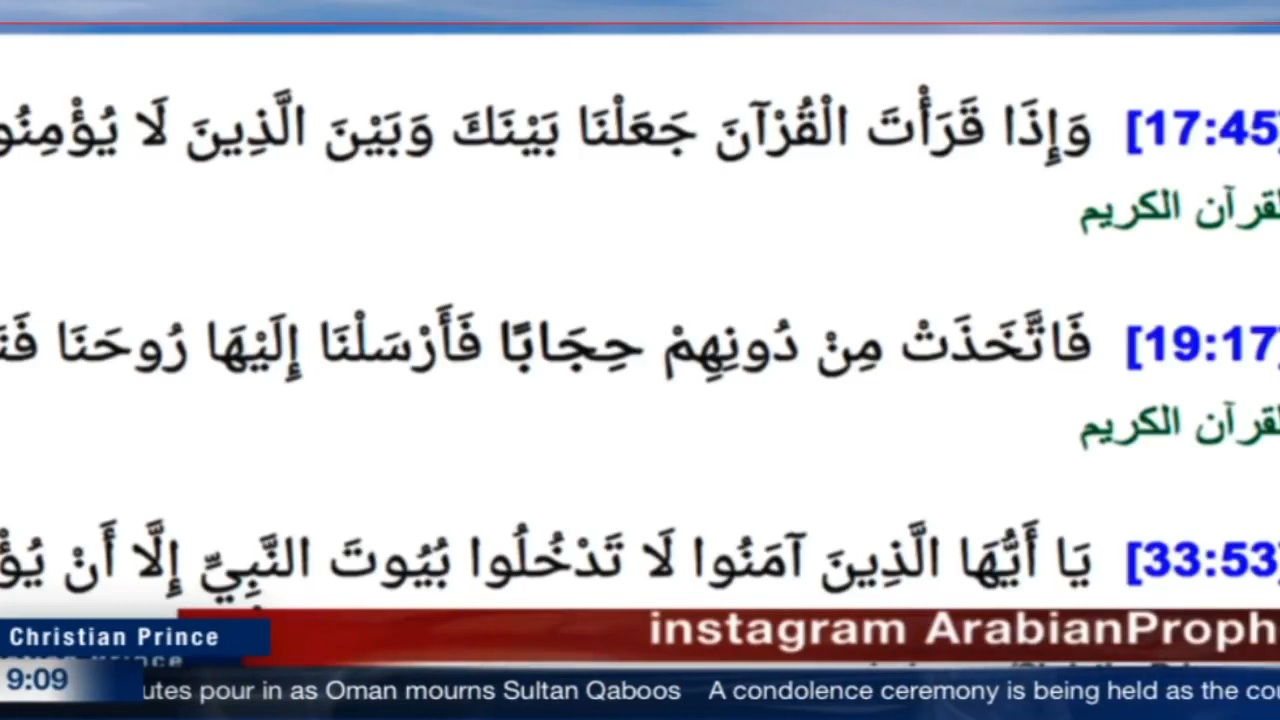 [17:45] وَإِذَا قَرَأْتَ الْقُرْآنَ جَعَلْنَا بَيْنَكَ وَبَيْنَ الَّذِينَ لَا
القرآن الكريم
[19:17] فَاتَّخَذَتْ مِنْ دُونِهِمْ حِجَابًا فَأَرْسَلْنَا إِلَيْهَا رُوحَنَا
القرآن الكريم
[33:53] يَا أَيُّهَا الَّذِينَ آمَنُوا لَا تَدْخُلُوا بُيُوتَ النَّبِيِّ إِلَّا أَنْ
instagram ArabianProph
Christian Prince
9:09
utes pour in as Oman mourns Sultan Qaboos A condolence ceremony is being held as the cou